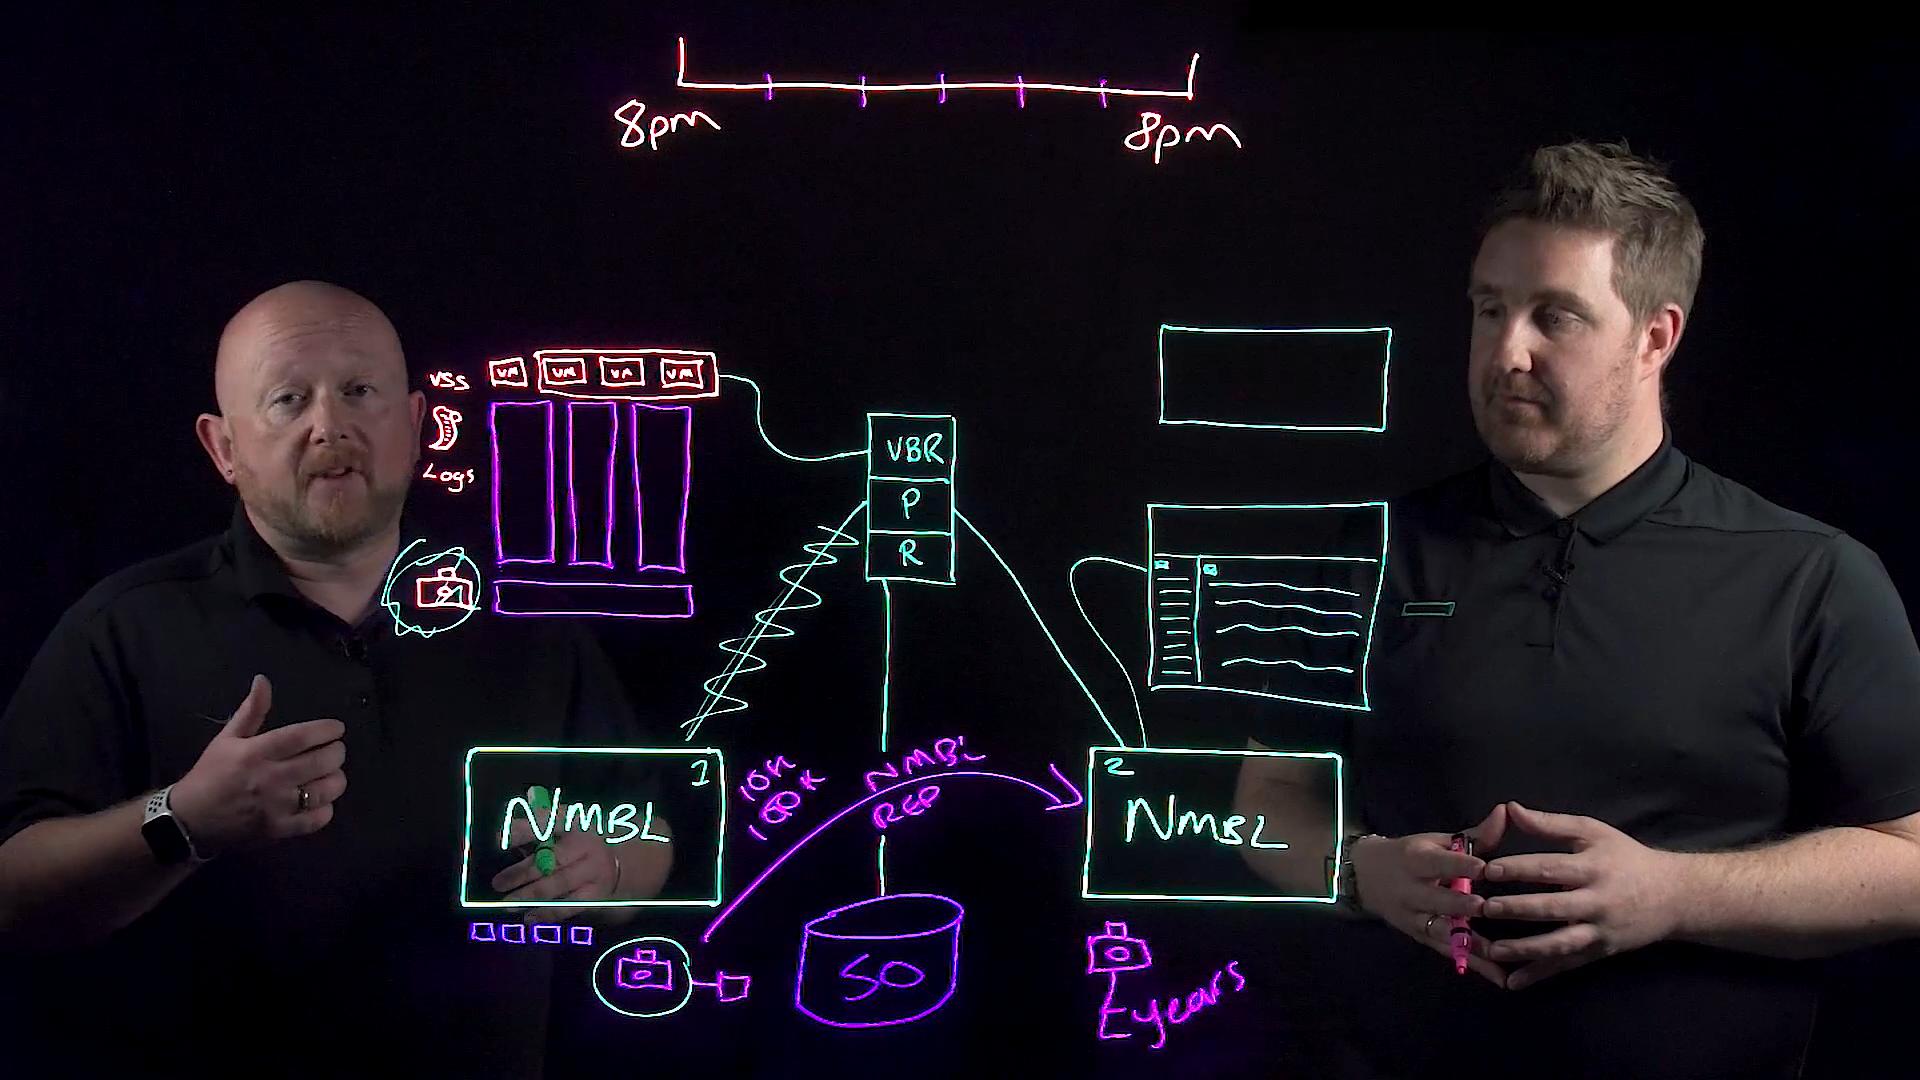 8pm
8pm
VSS
VM
VM
VM
VM
Logs
VBR
P
R
1
NMBL
10K
100K
NMBL
REP
2
NMBL
SO
years